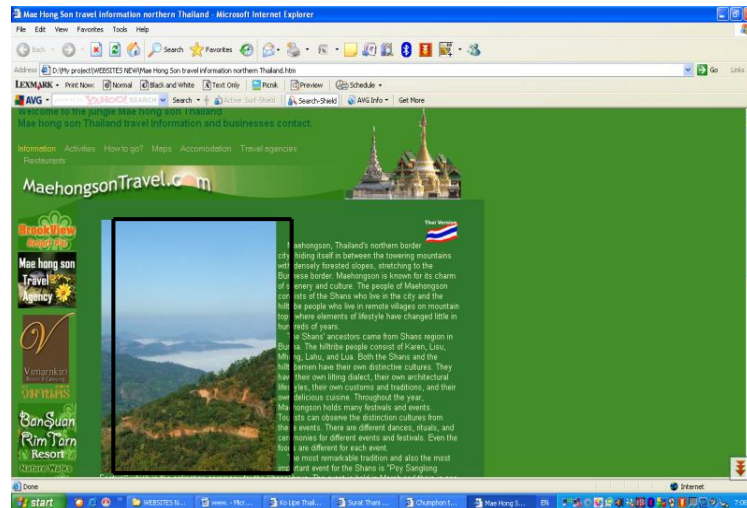 Mae Hong Son travel information northern Thailand - Microsoft Internet Explorer
File Edit View Favorites Tools Help
Back Search Favorites
Address D:\My project\WEBSITES NEW\Mae Hong Son travel information northern Thailand.htm Go Links
LEXMARK Print Now: Normal Black and White Text Only Picnik Preview Schedule
AVG YAHOO! SEARCH Search Active Surf-Shield Search-Shield AVG Info Get More
Welcome to the jungle Mae hong son Thailand
Mae hong son Thailand travel information and businesses contact.
Information Activities How to go? Maps Accomodation Travel agencies
Restaurants
MaehongsonTravel.c m
Thai Version
BrookView
Resort Pai
Mae hong son
Travel
Agency
Vimarnkiri
BanSuan
Rim Tarn
Resort
Nature Walks
Maehongson, Thailand's northern border
city hiding itself in between the towering mountains
with densely forested slopes, stretching to the
Burmese border. Maehongson is known for its charm
of scenery and culture. The people of Maehongson
consists of the Shans who live in the city and the
hilltribe people who live in remote villages on mountain
tops where elements of lifestyle have changed little in
hundreds of years.
The Shans' ancestors came from Shans region in
Burma. The hilltribe people consist of Karen, Lisu,
Mhong, Lahu, and Lua. Both the Shans and the
hilltribemen have their own distinctive cultures. They
have their own lilting dialect, their own architectural
lifestyles, their own customs and traditions, and their
own delicious cuisine. Throughout the year,
Maehongson holds many festivals and events.
Tourists can observe the distinction cultures from
these events. There are different dances, rituals, and
ceremonies for different events and festivals. Even the
foods are different for each event.
The most remarkable tradition and also the most
important event for the Shans is "Poy Sanglong
Done Internet
start WEBSITES N... www. - Micr... Ko Lipe Thail... Surat Thani ... Chumphon t... Mae Hong S... EN 7:08